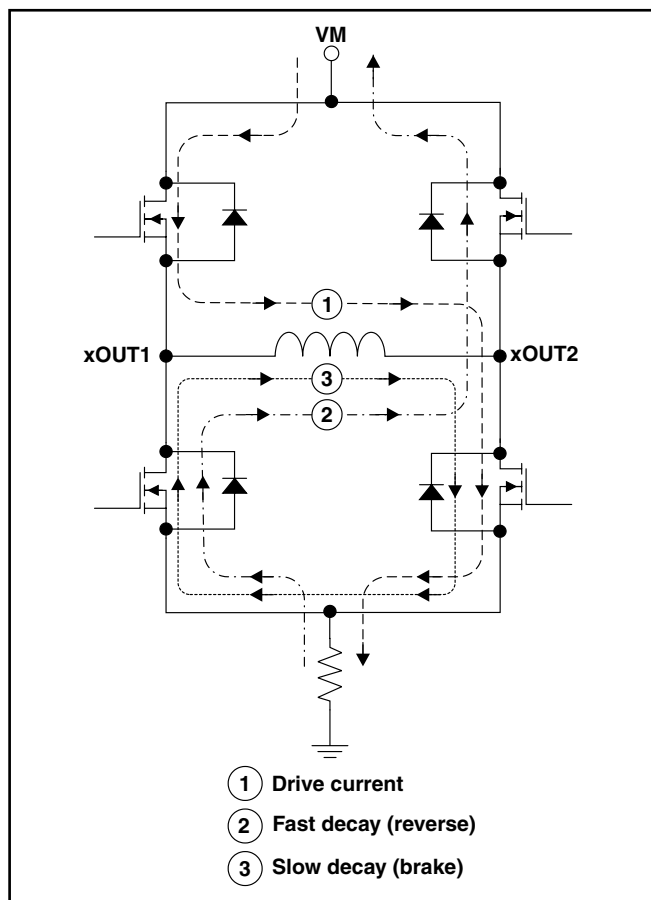 VM
1
xOUT1
xOUT2
3
2
1 Drive current
2 Fast decay (reverse)
3 Slow decay (brake)